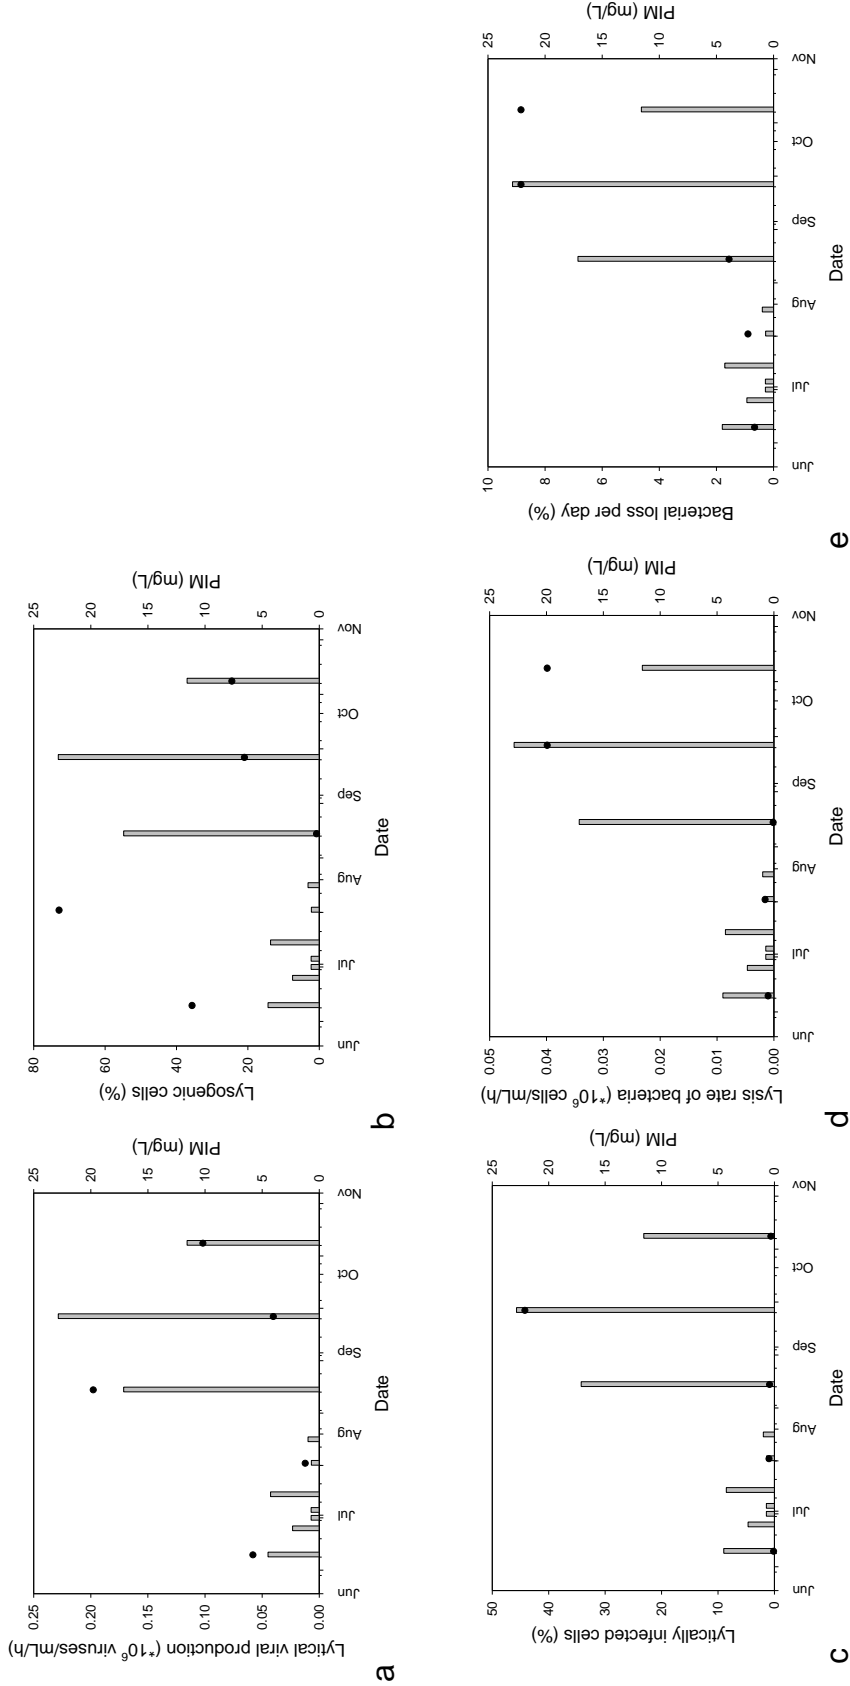 a
Lytical viral production (*10⁶ viruses/mL/h)
0.25
0.20
0.15
0.10
0.05
0.00
PIM (mg/L)
25
20
15
10
5
0
Jun
Jul
Aug
Sep
Oct
Nov
Date
b
Lysogenic cells (%)
80
60
40
20
0
PIM (mg/L)
25
20
15
10
5
0
Jun
Jul
Aug
Sep
Oct
Nov
Date
c
Lytically infected cells (%)
50
40
30
20
10
0
PIM (mg/L)
25
20
15
10
5
0
Jun
Jul
Aug
Sep
Oct
Nov
Date
d
Lysis rate of bacteria (*10⁶ cells/mL/h)
0.05
0.04
0.03
0.02
0.01
0.00
PIM (mg/L)
25
20
15
10
5
0
Jun
Jul
Aug
Sep
Oct
Nov
Date
e
Bacterial loss per day (%)
10
8
6
4
2
0
PIM (mg/L)
25
20
15
10
5
0
Jun
Jul
Aug
Sep
Oct
Nov
Date